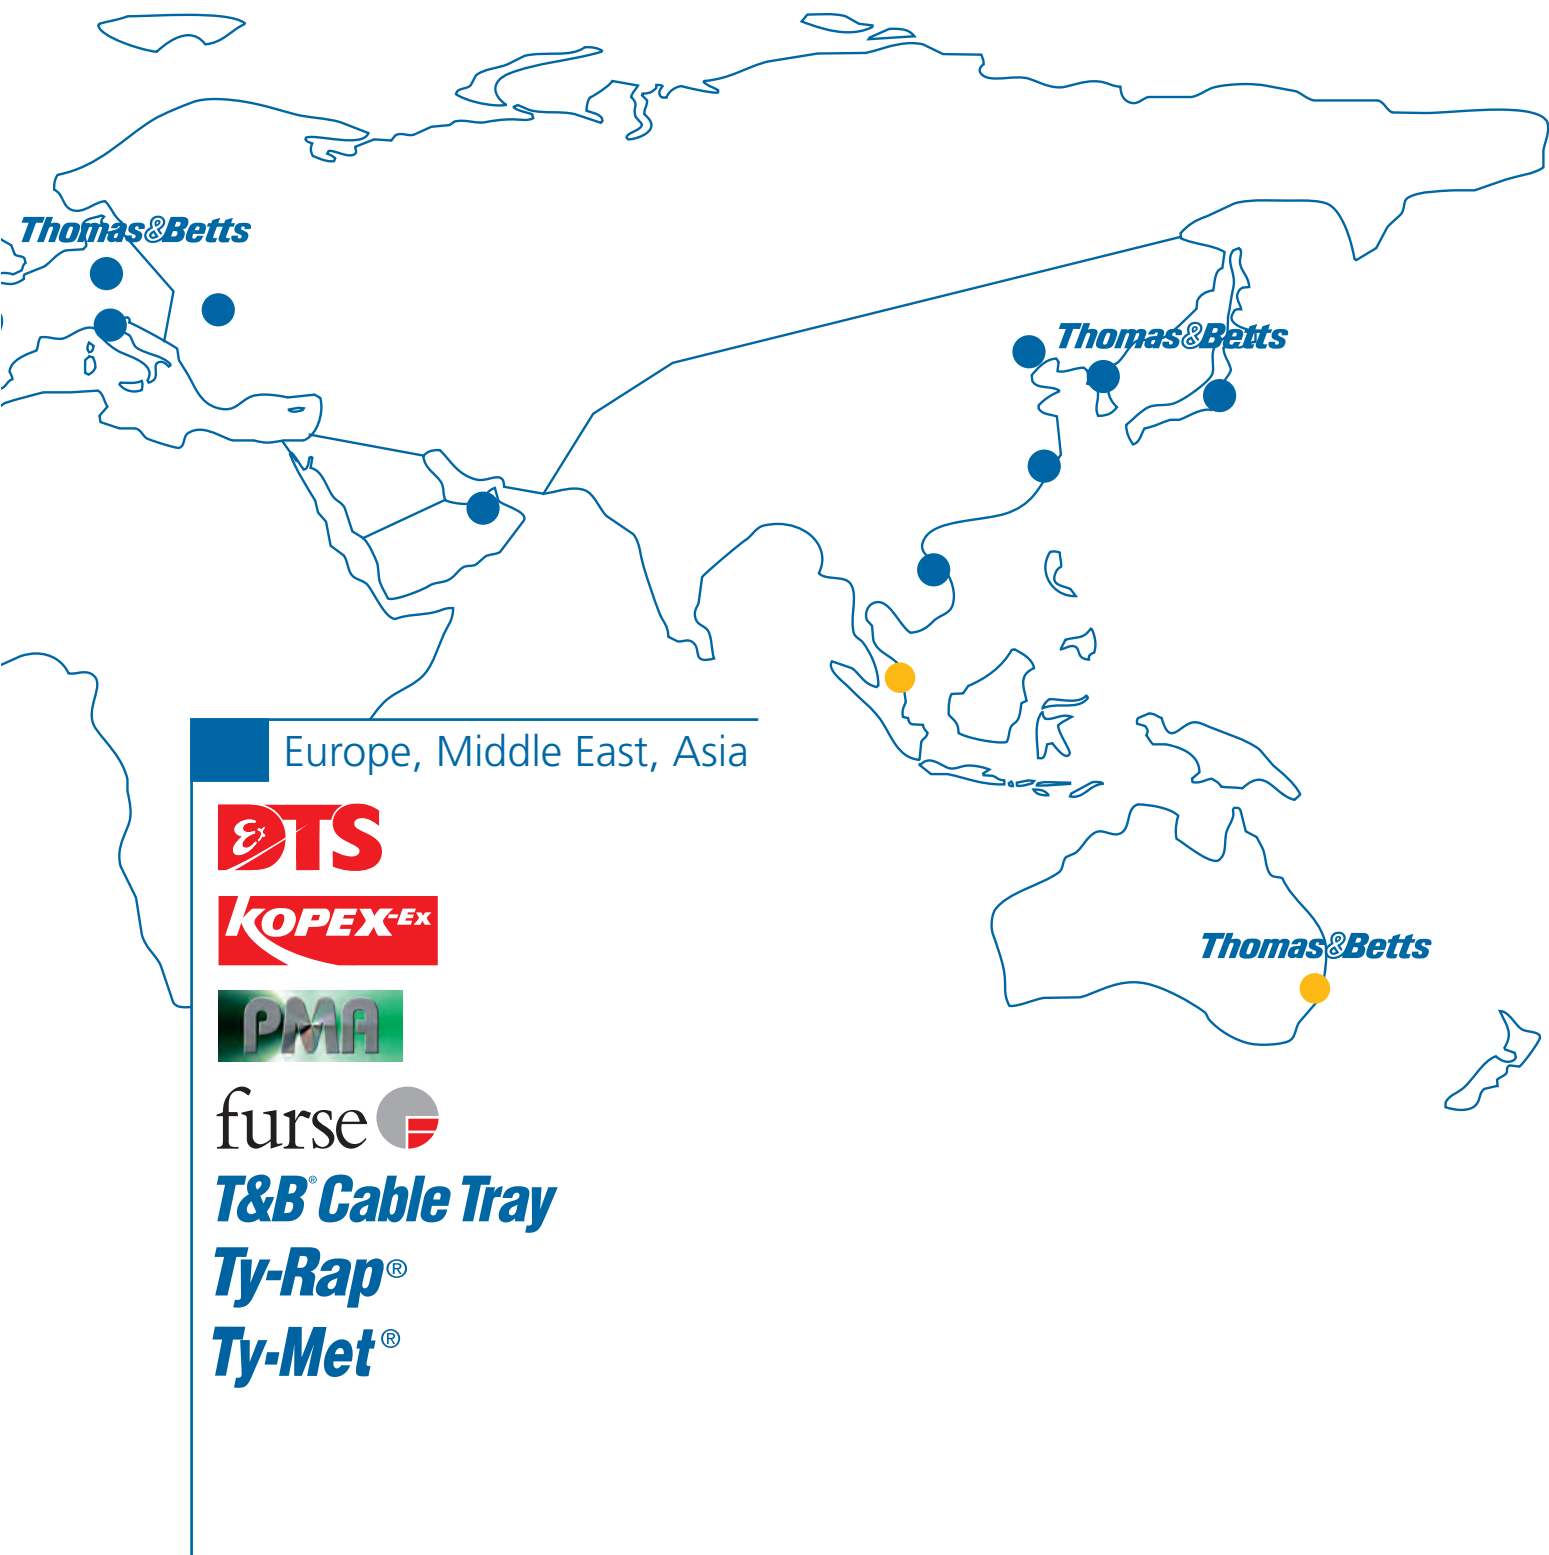 Thomas&Betts
Thomas&Betts
Europe, Middle East, Asia
Ex
DTS
KOPEX-Ex
Thomas&Betts
PMA
furse
T&B® Cable Tray
Ty-Rap®
Ty-Met®